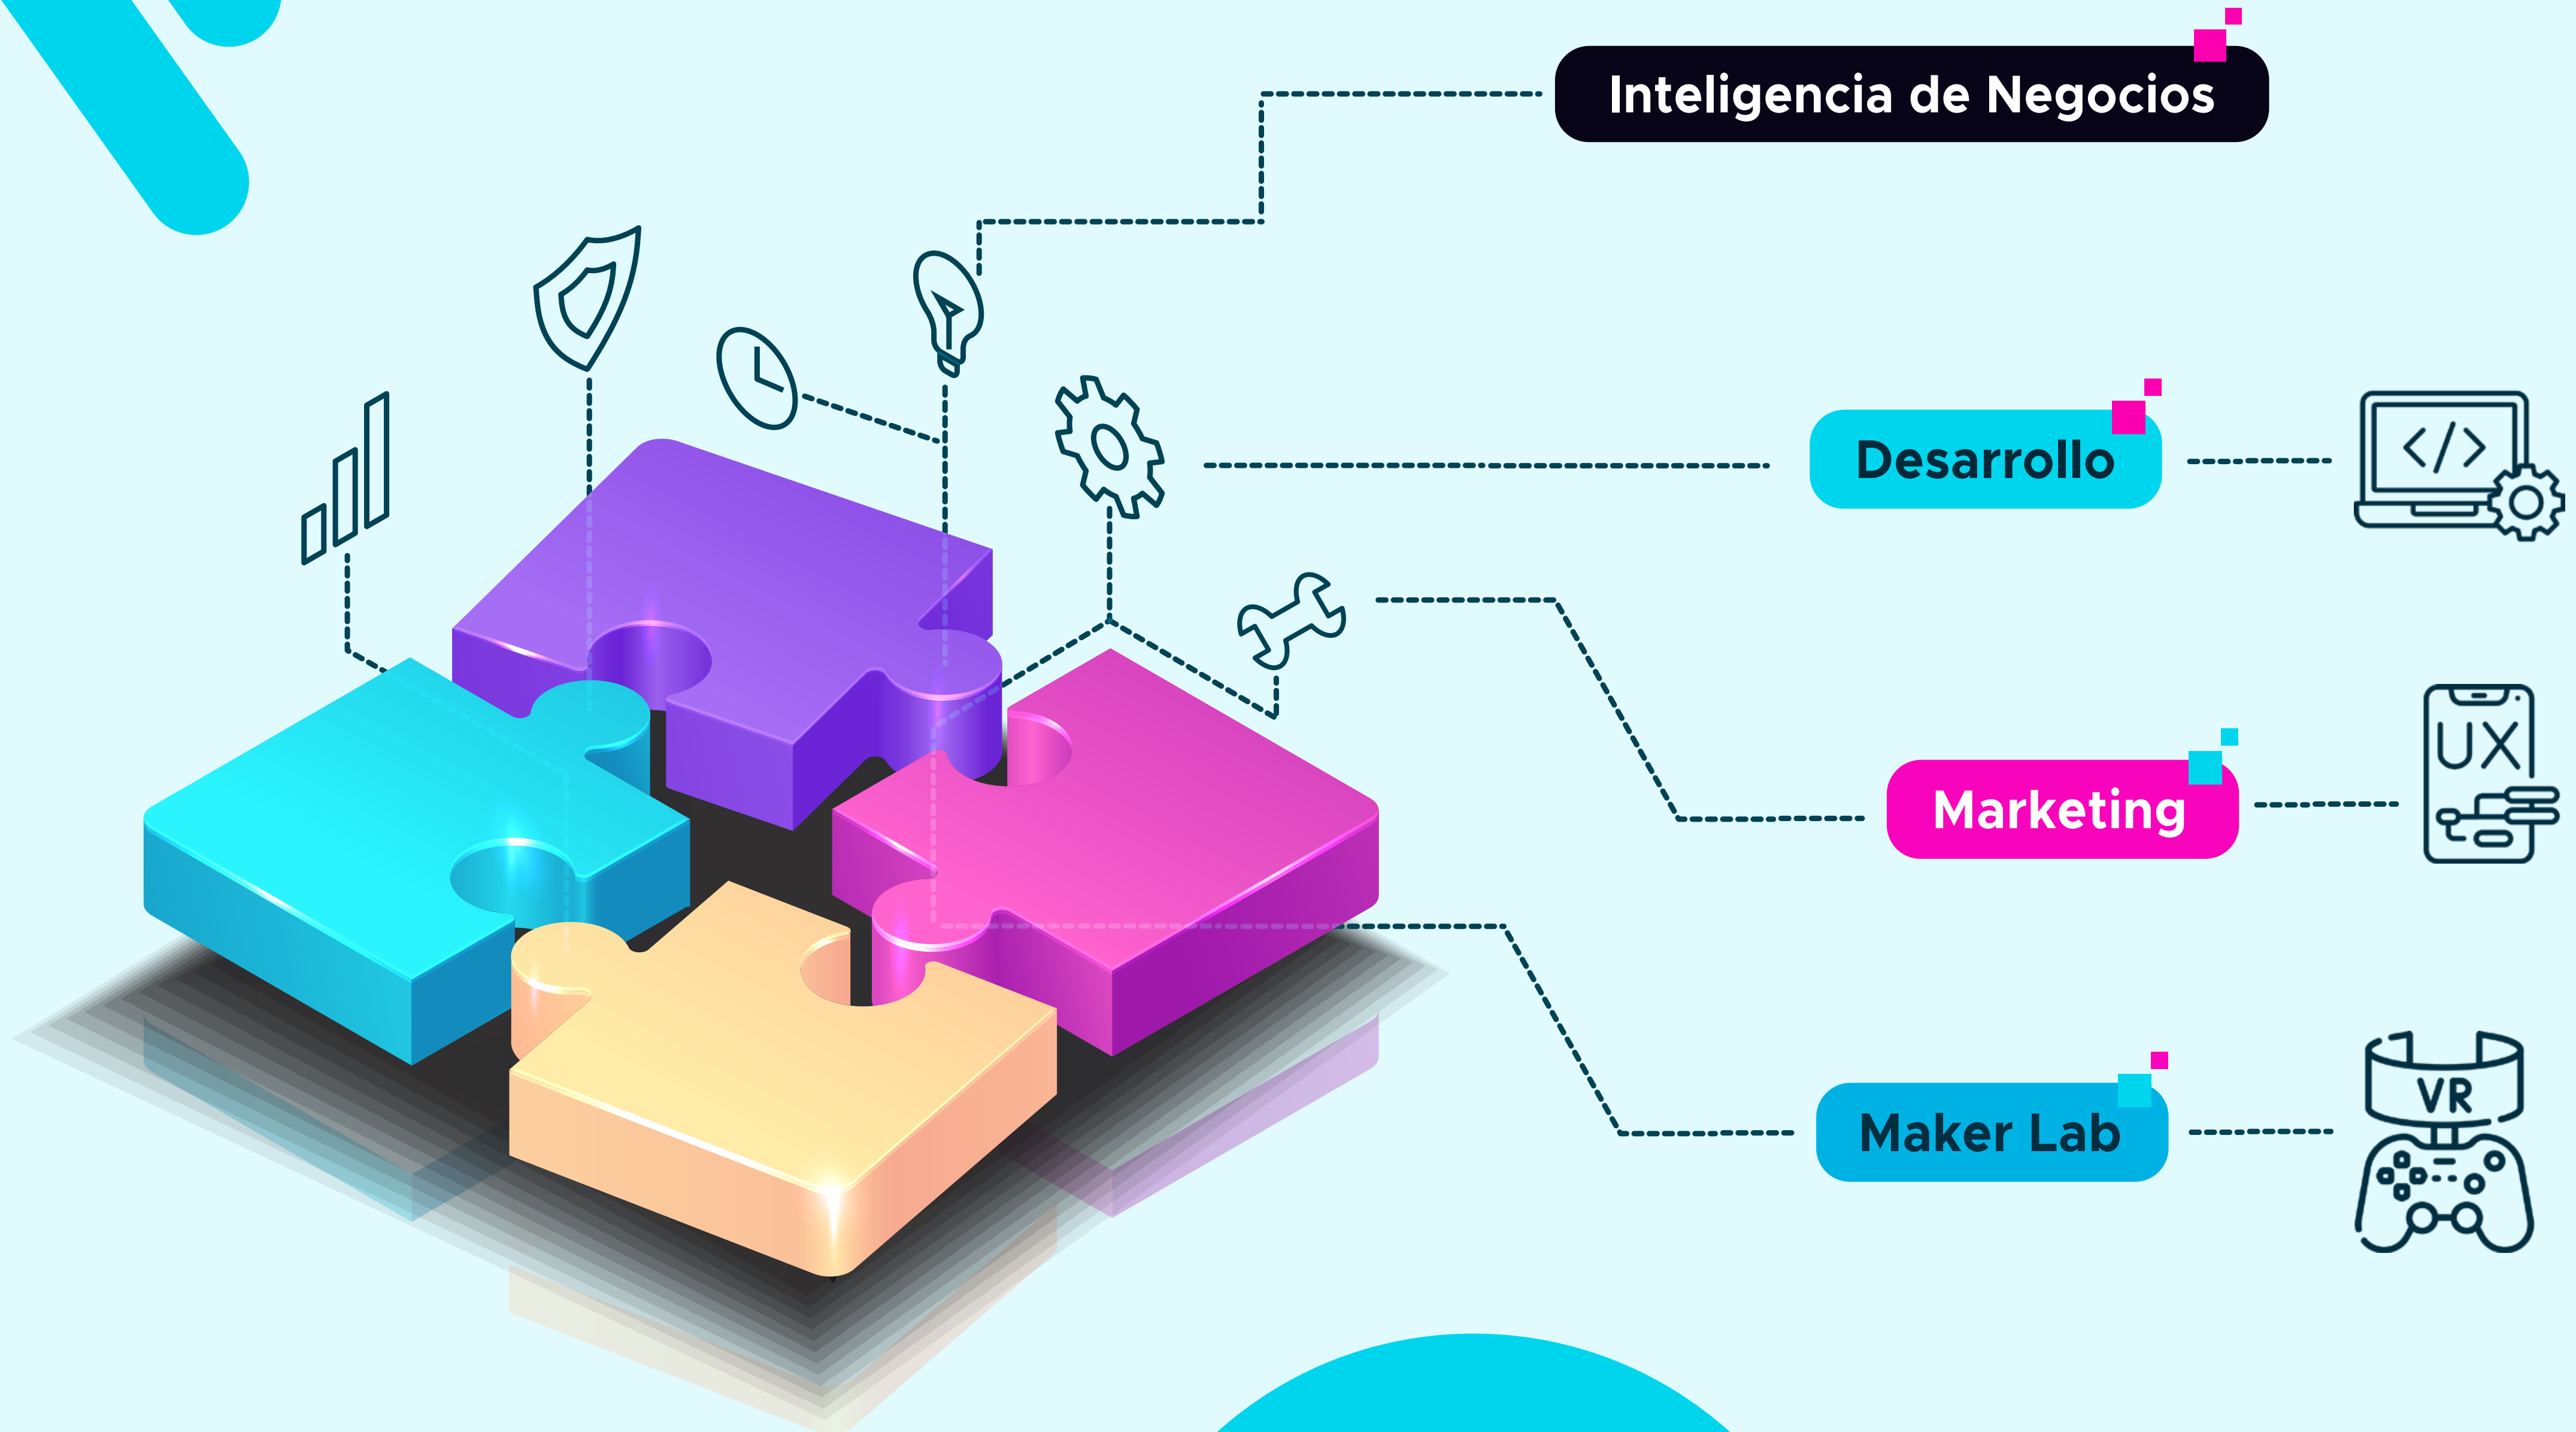 Inteligencia de Negocios
Desarrollo
</>
UX
Marketing
VR
Maker Lab